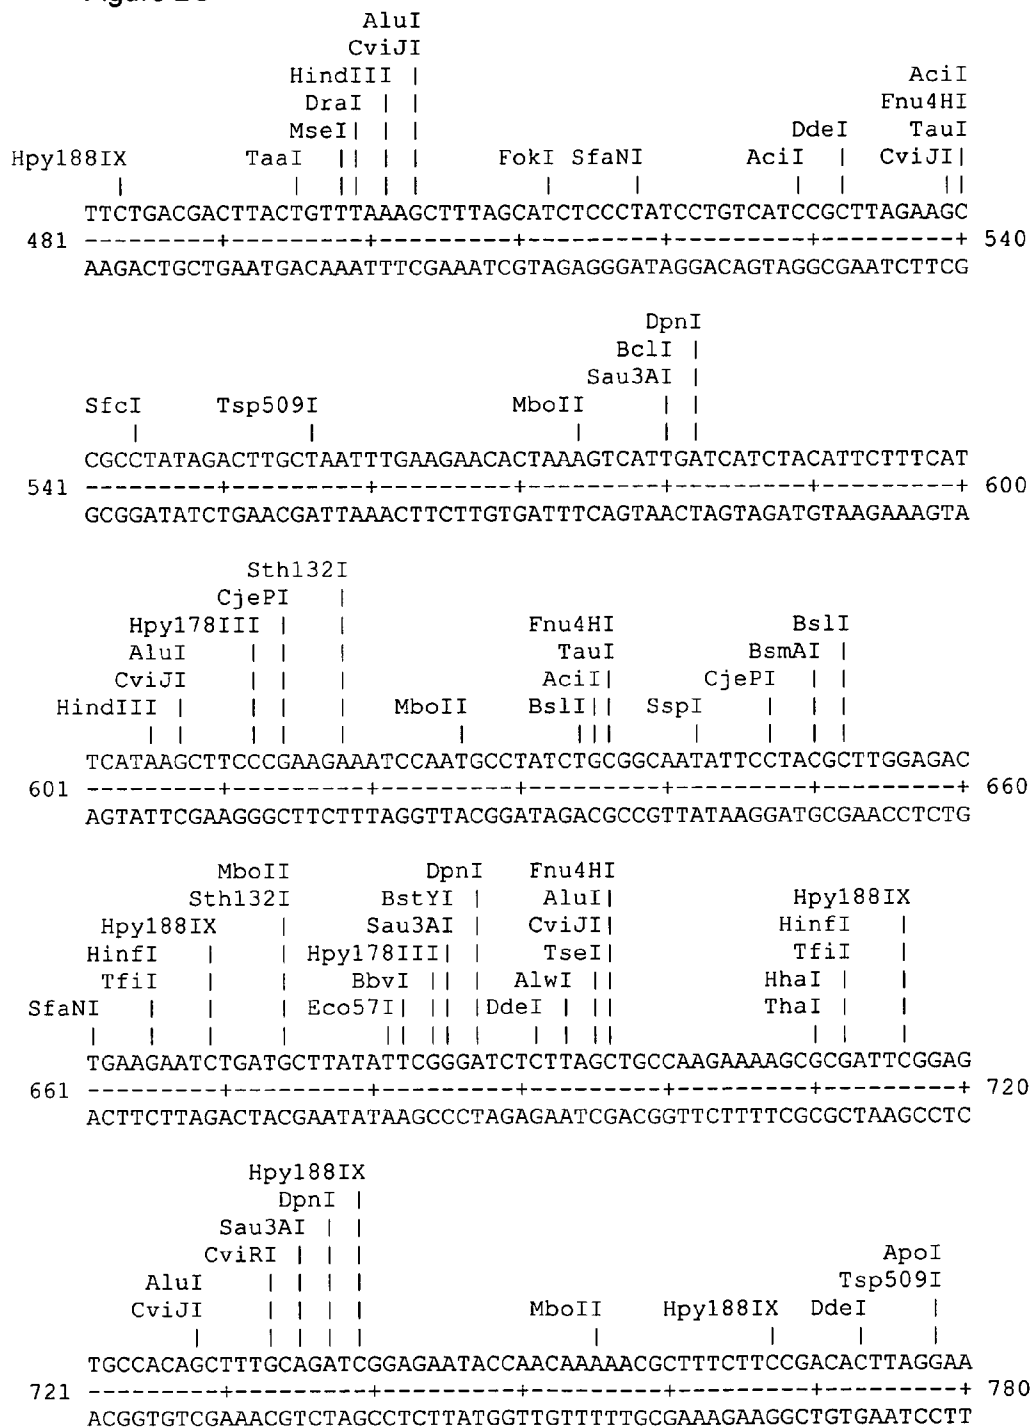 AluI
CviJI
HindIII |
AciI
DraI | |
Fnu4HI
MseI| | |
DdeI
TauI
Hpy188IX
TaaI
|| | |
FokI SfaNI
AciI
|
CviJI|
| | || | | | | | | ||
TTCTGACGACTTACTGTTTAAAGCTTTAGCATCTCCCTATCCTGTCATCCGCTTAGAAGC
481 ---------+---------+---------+---------+---------+---------+ 540
AAGACTGCTGAATGACAAATTTCGAAATCGTAGAGGGATAGGACAGTAGGCGAATCTTCG
DpnI
BclI |
Sau3AI |
SfcI Tsp509I MboII | |
| | | | |
CGCCTATAGACTTGCTAATTTGAAGAACACTAAAGTCATTGATCATCTACATTCTTTCAT
541 ---------+---------+---------+---------+---------+---------+ 600
GCGGATATCTGAACGATTAAACTTCTTGTGATTTCAGTAACTAGTAGATGTAAGAAAGTA
Sth132I
CjePI |
Hpy178III | | Fnu4HI BslI
AluI | | | TauI BsmAI |
CviJI | | | AciI| CjePI | |
HindIII | | | | MboII BslI|| SspI | | |
| | | | | | ||| | | | |
TCATAAGCTTCCCGAAGAAATCCAATGCCTATCTGCGGCAATATTCCTACGCTTGGAGAC
601 ---------+---------+---------+---------+---------+---------+ 660
AGTATTCGAAGGGCTTCTTTAGGTTACGGATAGACGCCGTTATAAGGATGCGAACCTCTG
MboII DpnI Fnu4HI
Sth132I BstYI | AluI| Hpy188IX
Hpy188IX | Sau3AI | CviJI| HinfI |
HinfI | | Hpy178III| | TseI| TfiI |
TfiI | | BbvI || | AlwI || HhaI | |
SfaNI | | | Eco57I| || |DdeI | || ThaI | |
| | | | || || | | | || | | |
TGAAGAATCTGATGCTTATATTCGGGATCTCTTAGCTGCCAAGAAAAGCGCGATTCGGAG
661 ---------+---------+---------+---------+---------+---------+ 720
ACTTCTTAGACTACGAATATAAGCCCTAGAGAATCGACGGTTCTTTTCGCGCTAAGCCTC
Hpy188IX
DpnI |
Sau3AI | |
CviRI | | | ApoI
AluI | | | | Tsp509I
CviJI | | | | MboII Hpy188IX DdeI |
| | | | | | | | |
TGCCACAGCTTTGCAGATCGGAGAATACCAACAAAAACGCTTTCTTCCGACACTTAGGAA
721 ---------+---------+---------+---------+---------+---------+ 780
ACGGTGTCGAAACGTCTAGCCTCTTATGGTTGTTTTTGCGAAAGAAGGCTGTGAATCCTT